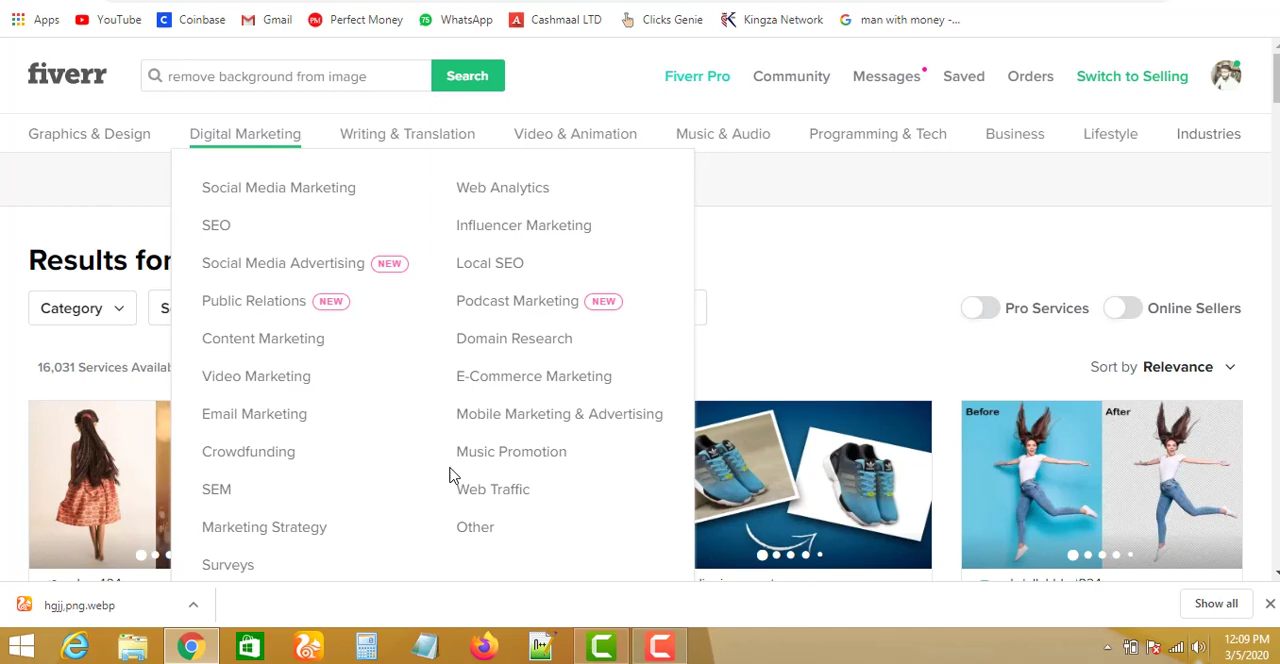 Apps YouTube Coinbase Gmail Perfect Money WhatsApp Cashmaal LTD Clicks Genie Kingza Network man with money -...
fiverr remove background from image Search Fiverr Pro Community Messages Saved Orders Switch to Selling
Graphics & Design Digital Marketing Writing & Translation Video & Animation Music & Audio Programming & Tech Business Lifestyle Industries
Social Media Marketing Web Analytics
SEO Influencer Marketing
Results for
Social Media Advertising NEW Local SEO
Public Relations NEW Podcast Marketing NEW
Category Pro Services Online Sellers
Content Marketing Domain Research
16,031 Services Sort by Relevance
Video Marketing E-Commerce Marketing
Email Marketing Mobile Marketing & Advertising
Before After
Crowdfunding Music Promotion
SEM Web Traffic
Marketing Strategy Other
Surveys
hgjj,png.webp Show all
12:09 PM
3/5/2020